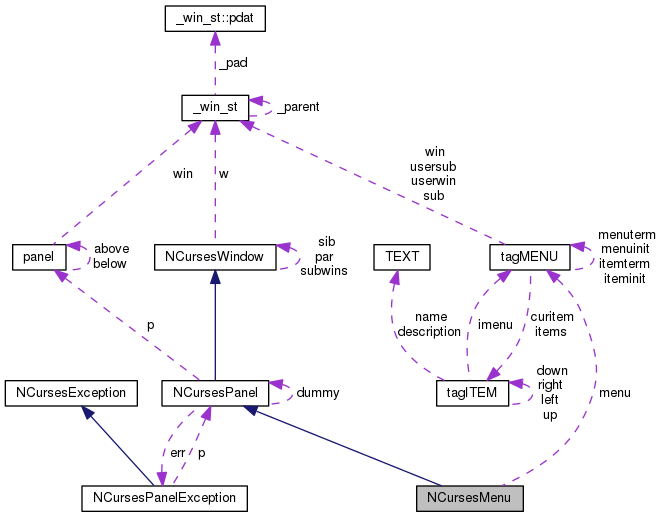 _win_st::pdat
_pad
_win_st
_parent
win
w
win
usersub
userwin
sub
panel
above
below
NCursesWindow
sib
par
subwins
TEXT
tagMENU
menuterm
menuinit
itemterm
iteminit
p
name
description
imenu
curitem
items
NCursesException
NCursesPanel
dummy
tagITEM
down
right
left
up
menu
err
p
NCursesPanelException
NCursesMenu